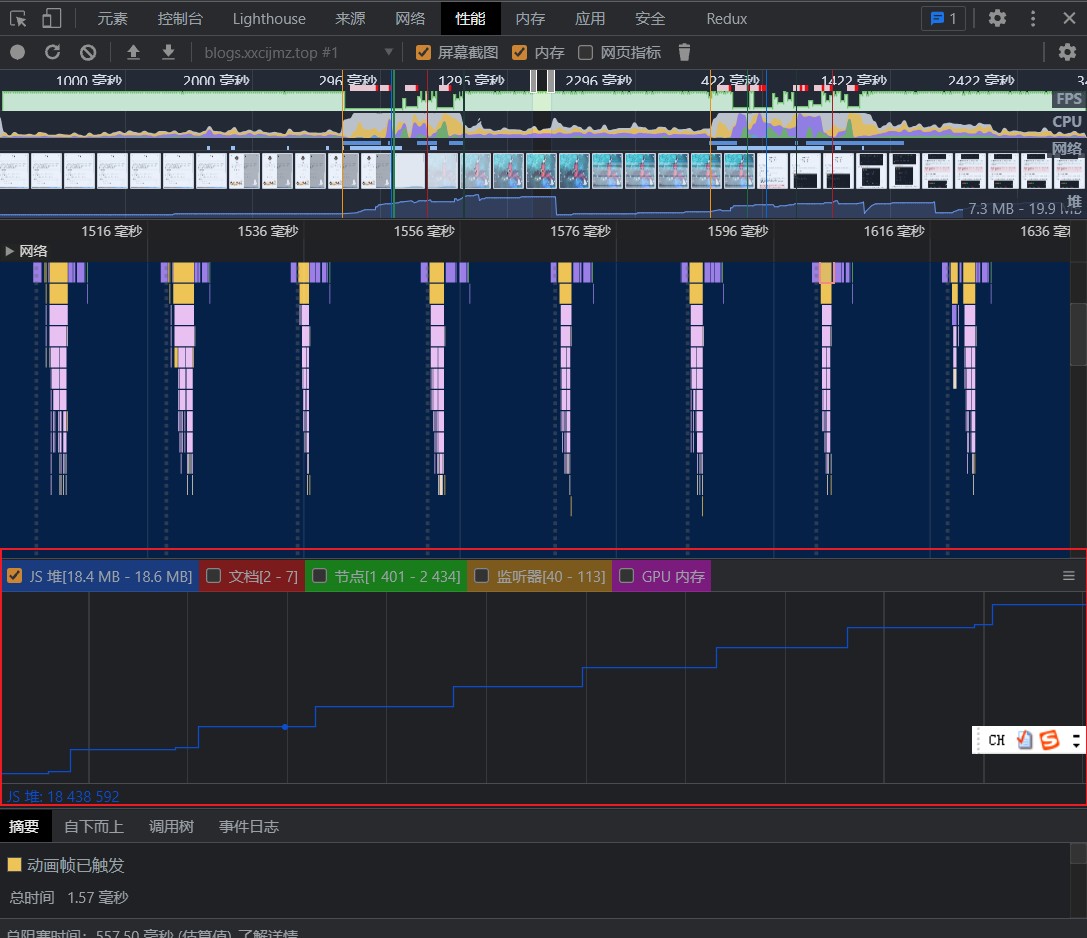 元素 控制台 Lighthouse 来源 网络 性能 内存 应用 安全 Redux 1
blogs.xxcijmz.top #1 屏幕截图 内存 网页指标
1000 毫秒 2000 毫秒 296 毫秒 1295 毫秒 2296 毫秒 422 毫秒 1422 毫秒 2422 毫秒
FPS
CPU
网络
堆
7.3 MB - 19.9 MB
1516 毫秒 1536 毫秒 1556 毫秒 1576 毫秒 1596 毫秒 1616 毫秒 1636 毫
网络
JS 堆[18.4 MB - 18.6 MB] 文档[2 - 7] 节点[1 401 - 2 434] 监听器[40 - 113] GPU 内存
CH
JS 堆: 18 438 592
摘要 自下而上 调用树 事件日志
动画帧已触发
总时间 1.57 毫秒
总阻塞时间: 557.50 毫秒 (估算值) 了解详情